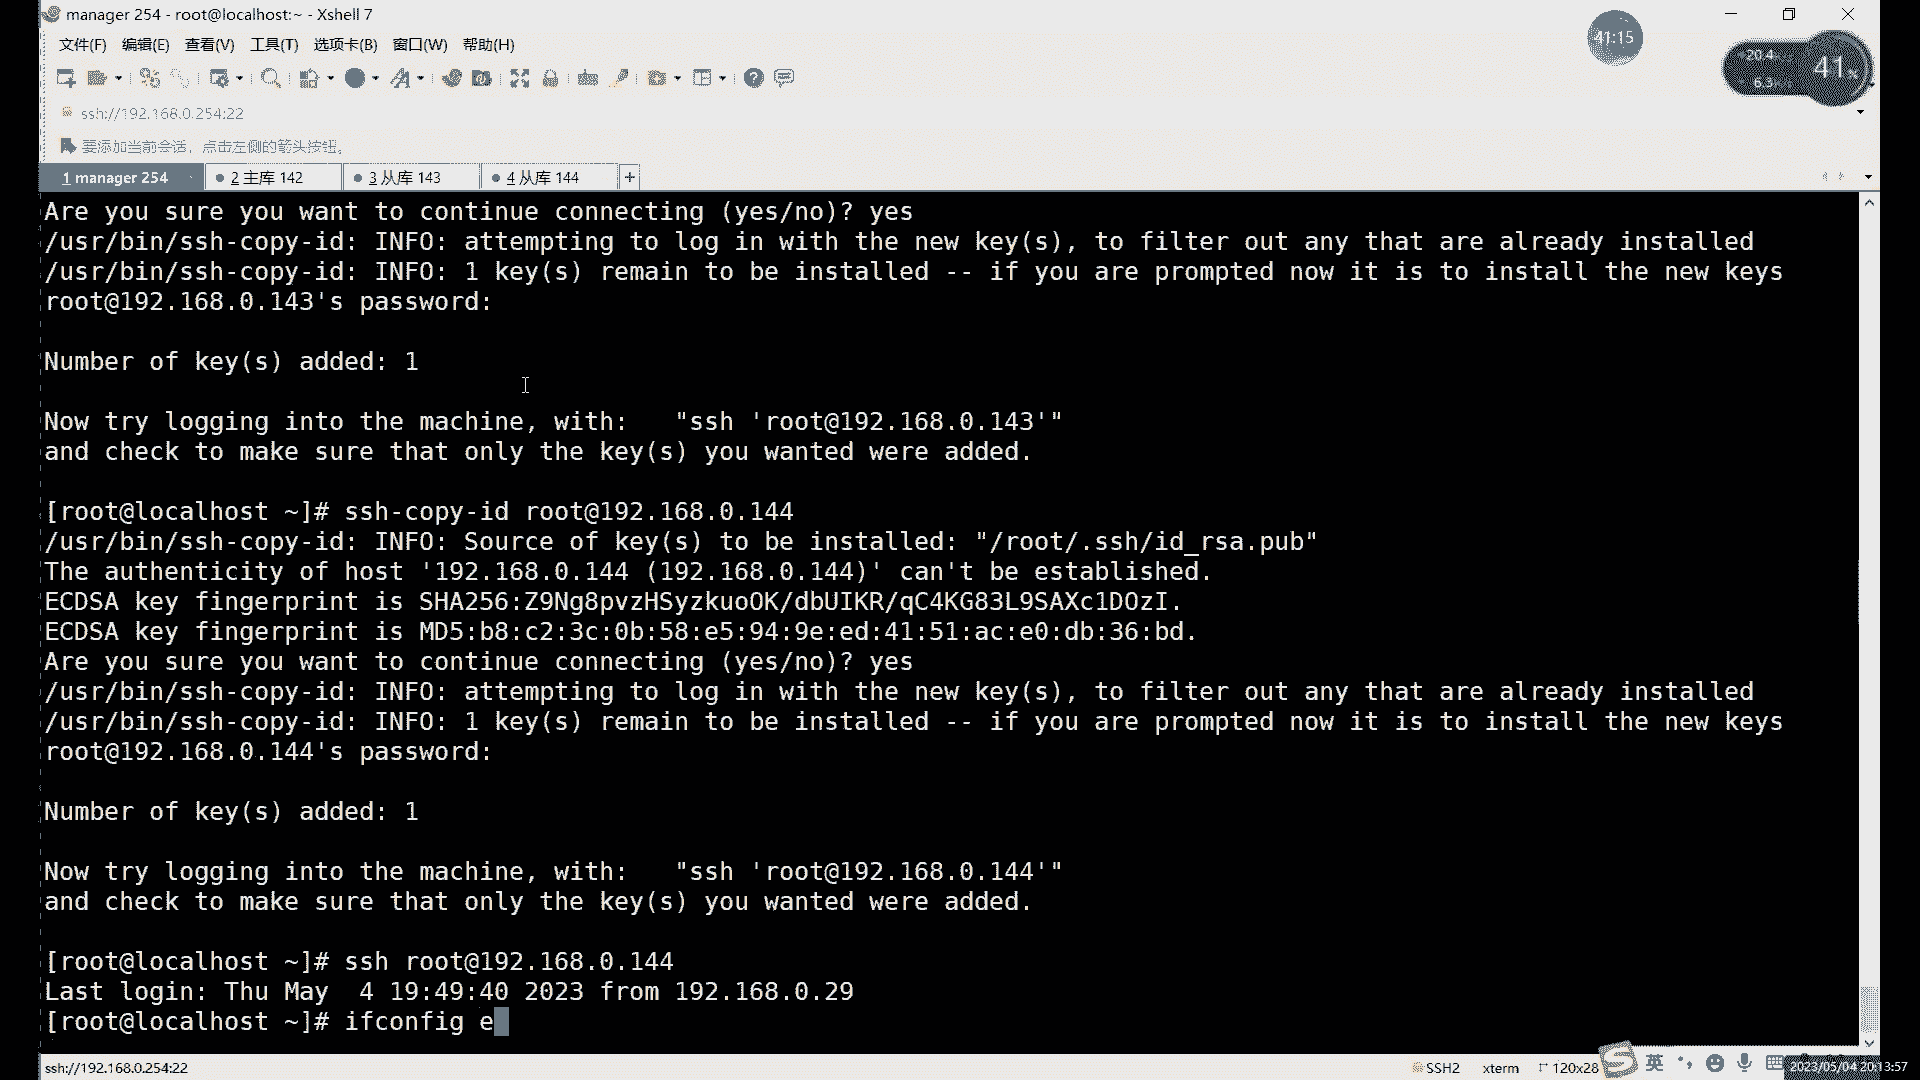 manager 254 - root@localhost:~ - Xshell 7
41:15
文件(F) 编辑(E) 查看(V) 工具(T) 选项卡(B) 窗口(W) 帮助(H)
20.4
6.3
41%
ssh://192.168.0.254:22
要添加当前会话，点击左侧的箭头按钮。
1 manager 254 2 主库 142 3 从库 143 4 从库 144 +
Are you sure you want to continue connecting (yes/no)? yes
/usr/bin/ssh-copy-id: INFO: attempting to log in with the new key(s), to filter out any that are already installed
/usr/bin/ssh-copy-id: INFO: 1 key(s) remain to be installed -- if you are prompted now it is to install the new keys
root@192.168.0.143's password:
Number of key(s) added: 1
Now try logging into the machine, with:   "ssh 'root@192.168.0.143'"
and check to make sure that only the key(s) you wanted were added.
[root@localhost ~]# ssh-copy-id root@192.168.0.144
/usr/bin/ssh-copy-id: INFO: Source of key(s) to be installed: "/root/.ssh/id_rsa.pub"
The authenticity of host '192.168.0.144 (192.168.0.144)' can't be established.
ECDSA key fingerprint is SHA256:Z9Ng8pvzHSyzkuoOK/dbUIKR/qC4KG83L9SAXc1DOzI.
ECDSA key fingerprint is MD5:b8:c2:3c:0b:58:e5:94:9e:ed:41:51:ac:e0:db:36:bd.
Are you sure you want to continue connecting (yes/no)? yes
/usr/bin/ssh-copy-id: INFO: attempting to log in with the new key(s), to filter out any that are already installed
/usr/bin/ssh-copy-id: INFO: 1 key(s) remain to be installed -- if you are prompted now it is to install the new keys
root@192.168.0.144's password:
Number of key(s) added: 1
Now try logging into the machine, with:   "ssh 'root@192.168.0.144'"
and check to make sure that only the key(s) you wanted were added.
[root@localhost ~]# ssh root@192.168.0.144
Last login: Thu May  4 19:49:40 2023 from 192.168.0.29
[root@localhost ~]# ifconfig e
ssh://192.168.0.254:22 SSH2 xterm 120x28 英 2023/05/04 20:13:57